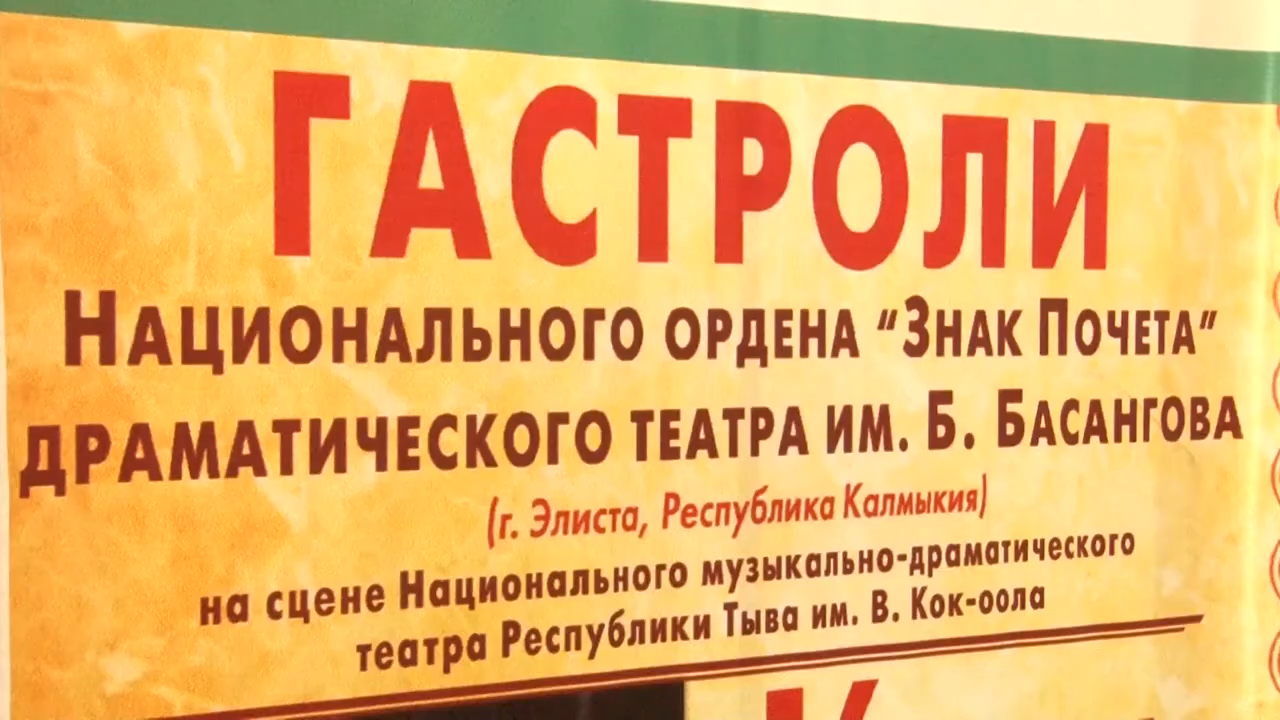 ГАСТРОЛИ
НАЦИОНАЛЬНОГО ОРДЕНА “ЗНАК ПОЧЕТА”
ДРАМАТИЧЕСКОГО ТЕАТРА ИМ. Б. БАСАНГОВА
(г. Элиста, Республика Калмыкия)
на сцене Национального музыкально-драматического
театра Республики Тыва им. В. Кок-оола